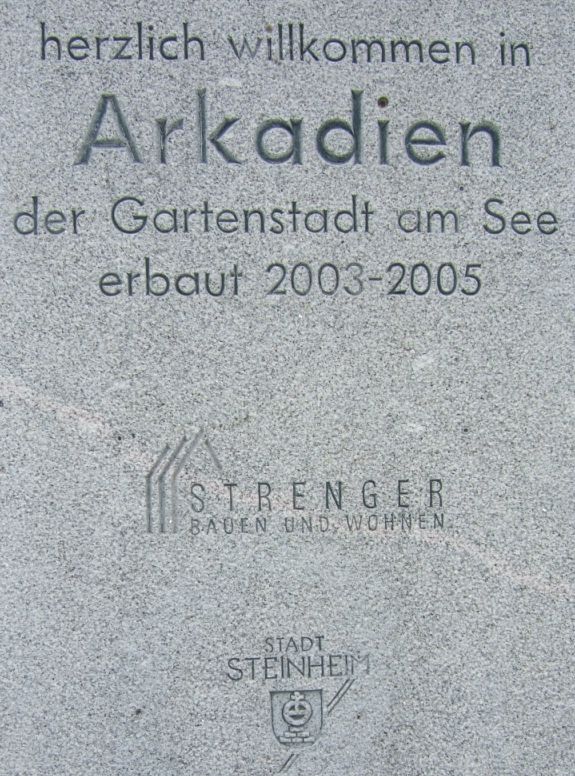 herzlich willkommen in
Arkadien
der Gartenstadt am See
erbaut 2003-2005
STRENGER
BAUEN UND WOHNEN
STADT
STEINHEIM